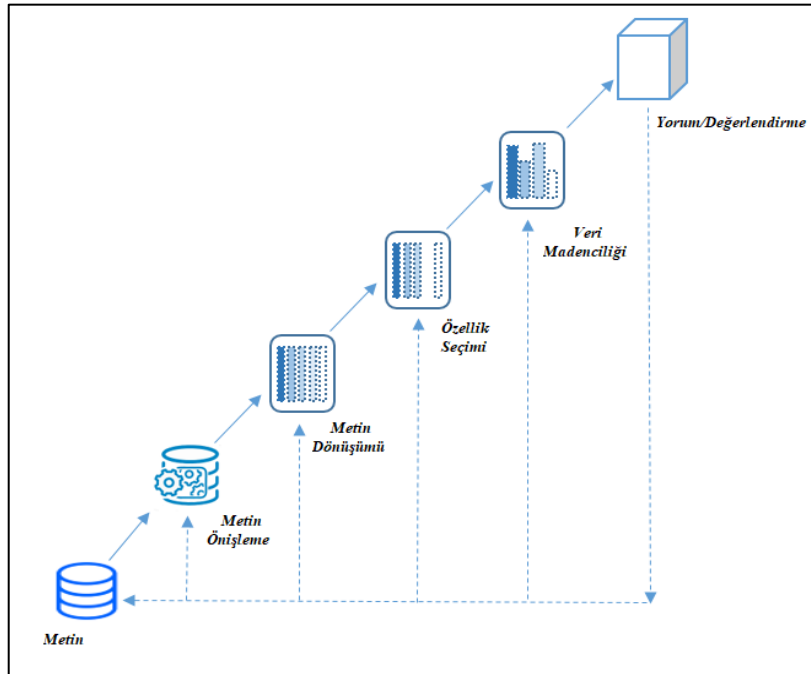 Yorum/Değerlendirme
Veri
Madenciliği
Özellik
Seçimi
Metin
Dönüşümü
Metin
Önişleme
Metin